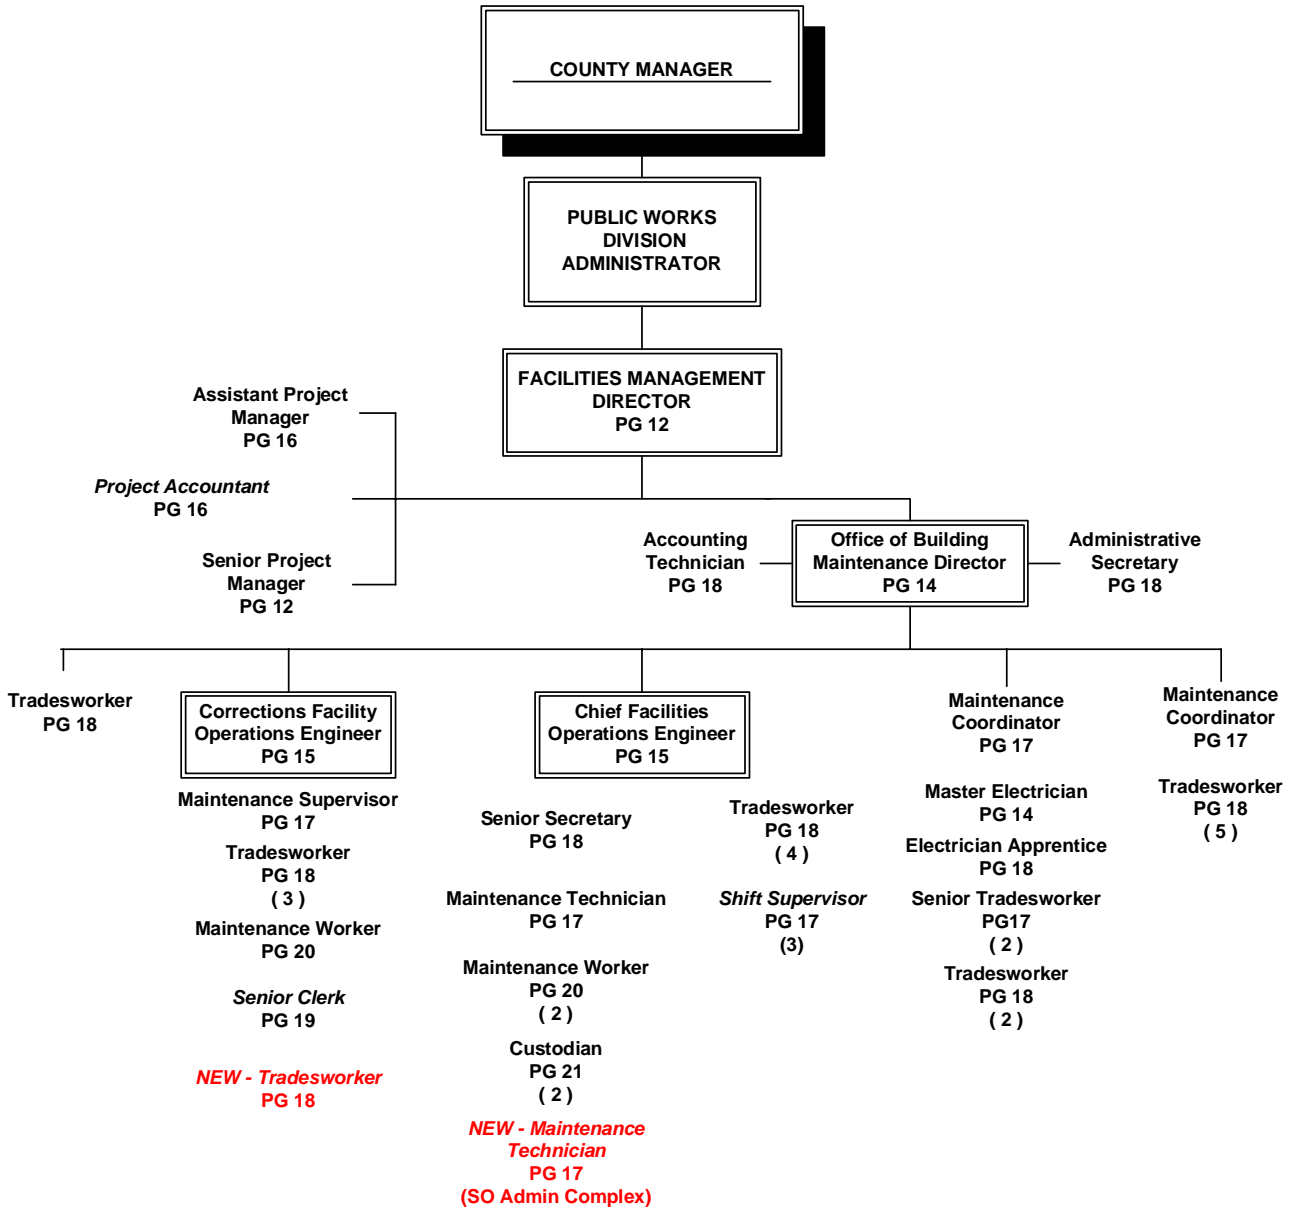 COUNTY MANAGER
PUBLIC WORKS
DIVISION
ADMINISTRATOR
FACILITIES MANAGEMENT
DIRECTOR
PG 12
Assistant Project
Manager
PG 16
Project Accountant
PG 16
Senior Project
Manager
PG 12
Accounting
Technician
PG 18
Office of Building
Maintenance Director
PG 14
Administrative
Secretary
PG 18
Tradesworker
PG 18
Corrections Facility
Operations Engineer
PG 15
Maintenance Supervisor
PG 17
Tradesworker
PG 18
( 3 )
Maintenance Worker
PG 20
Senior Clerk
PG 19
NEW - Tradesworker
PG 18
Chief Facilities
Operations Engineer
PG 15
Senior Secretary
PG 18
Maintenance Technician
PG 17
Maintenance Worker
PG 20
( 2 )
Custodian
PG 21
( 2 )
NEW - Maintenance
Technician
PG 17
(SO Admin Complex)
Tradesworker
PG 18
( 4 )
Shift Supervisor
PG 17
(3)
Maintenance
Coordinator
PG 17
Master Electrician
PG 14
Electrician Apprentice
PG 18
Senior Tradesworker
PG17
( 2 )
Tradesworker
PG 18
( 2 )
Maintenance
Coordinator
PG 17
Tradesworker
PG 18
( 5 )